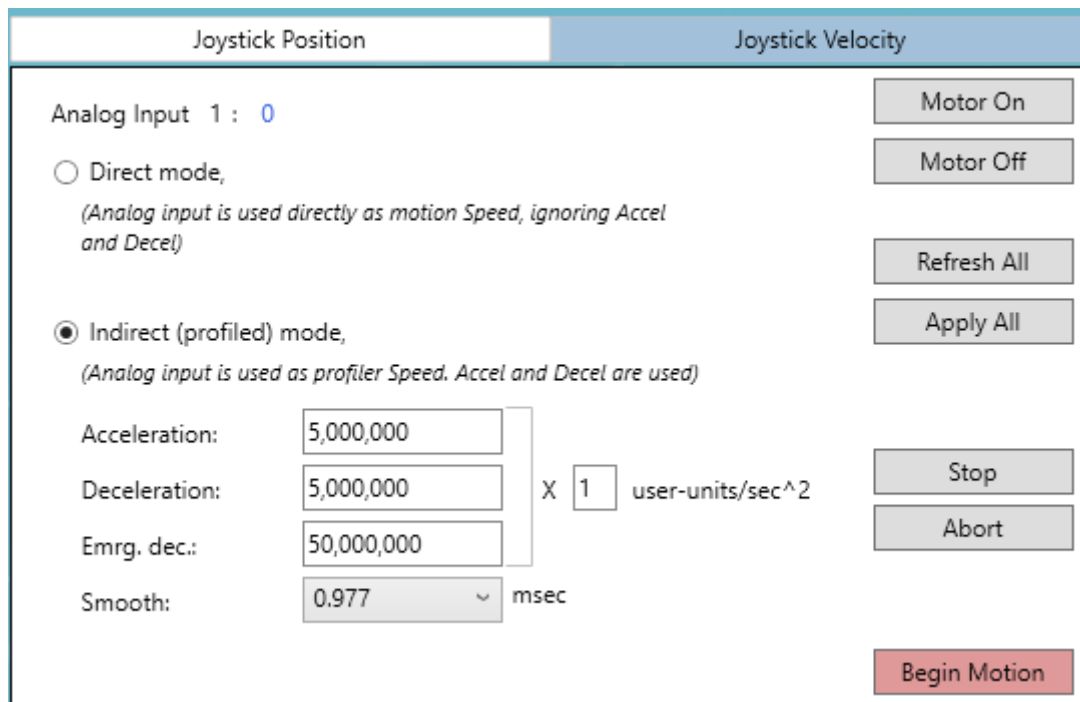 Joystick Position
Joystick Velocity
Analog Input 1 : 0
Motor On
Direct mode,
Motor Off
(Analog input is used directly as motion Speed, ignoring Accel
and Decel)
Refresh All
Indirect (profiled) mode,
Apply All
(Analog input is used as profiler Speed. Accel and Decel are used)
Acceleration: 5,000,000
Deceleration: 5,000,000 X 1 user-units/sec^2
Stop
Emrg. dec.: 50,000,000
Abort
Smooth: 0.977 msec
Begin Motion